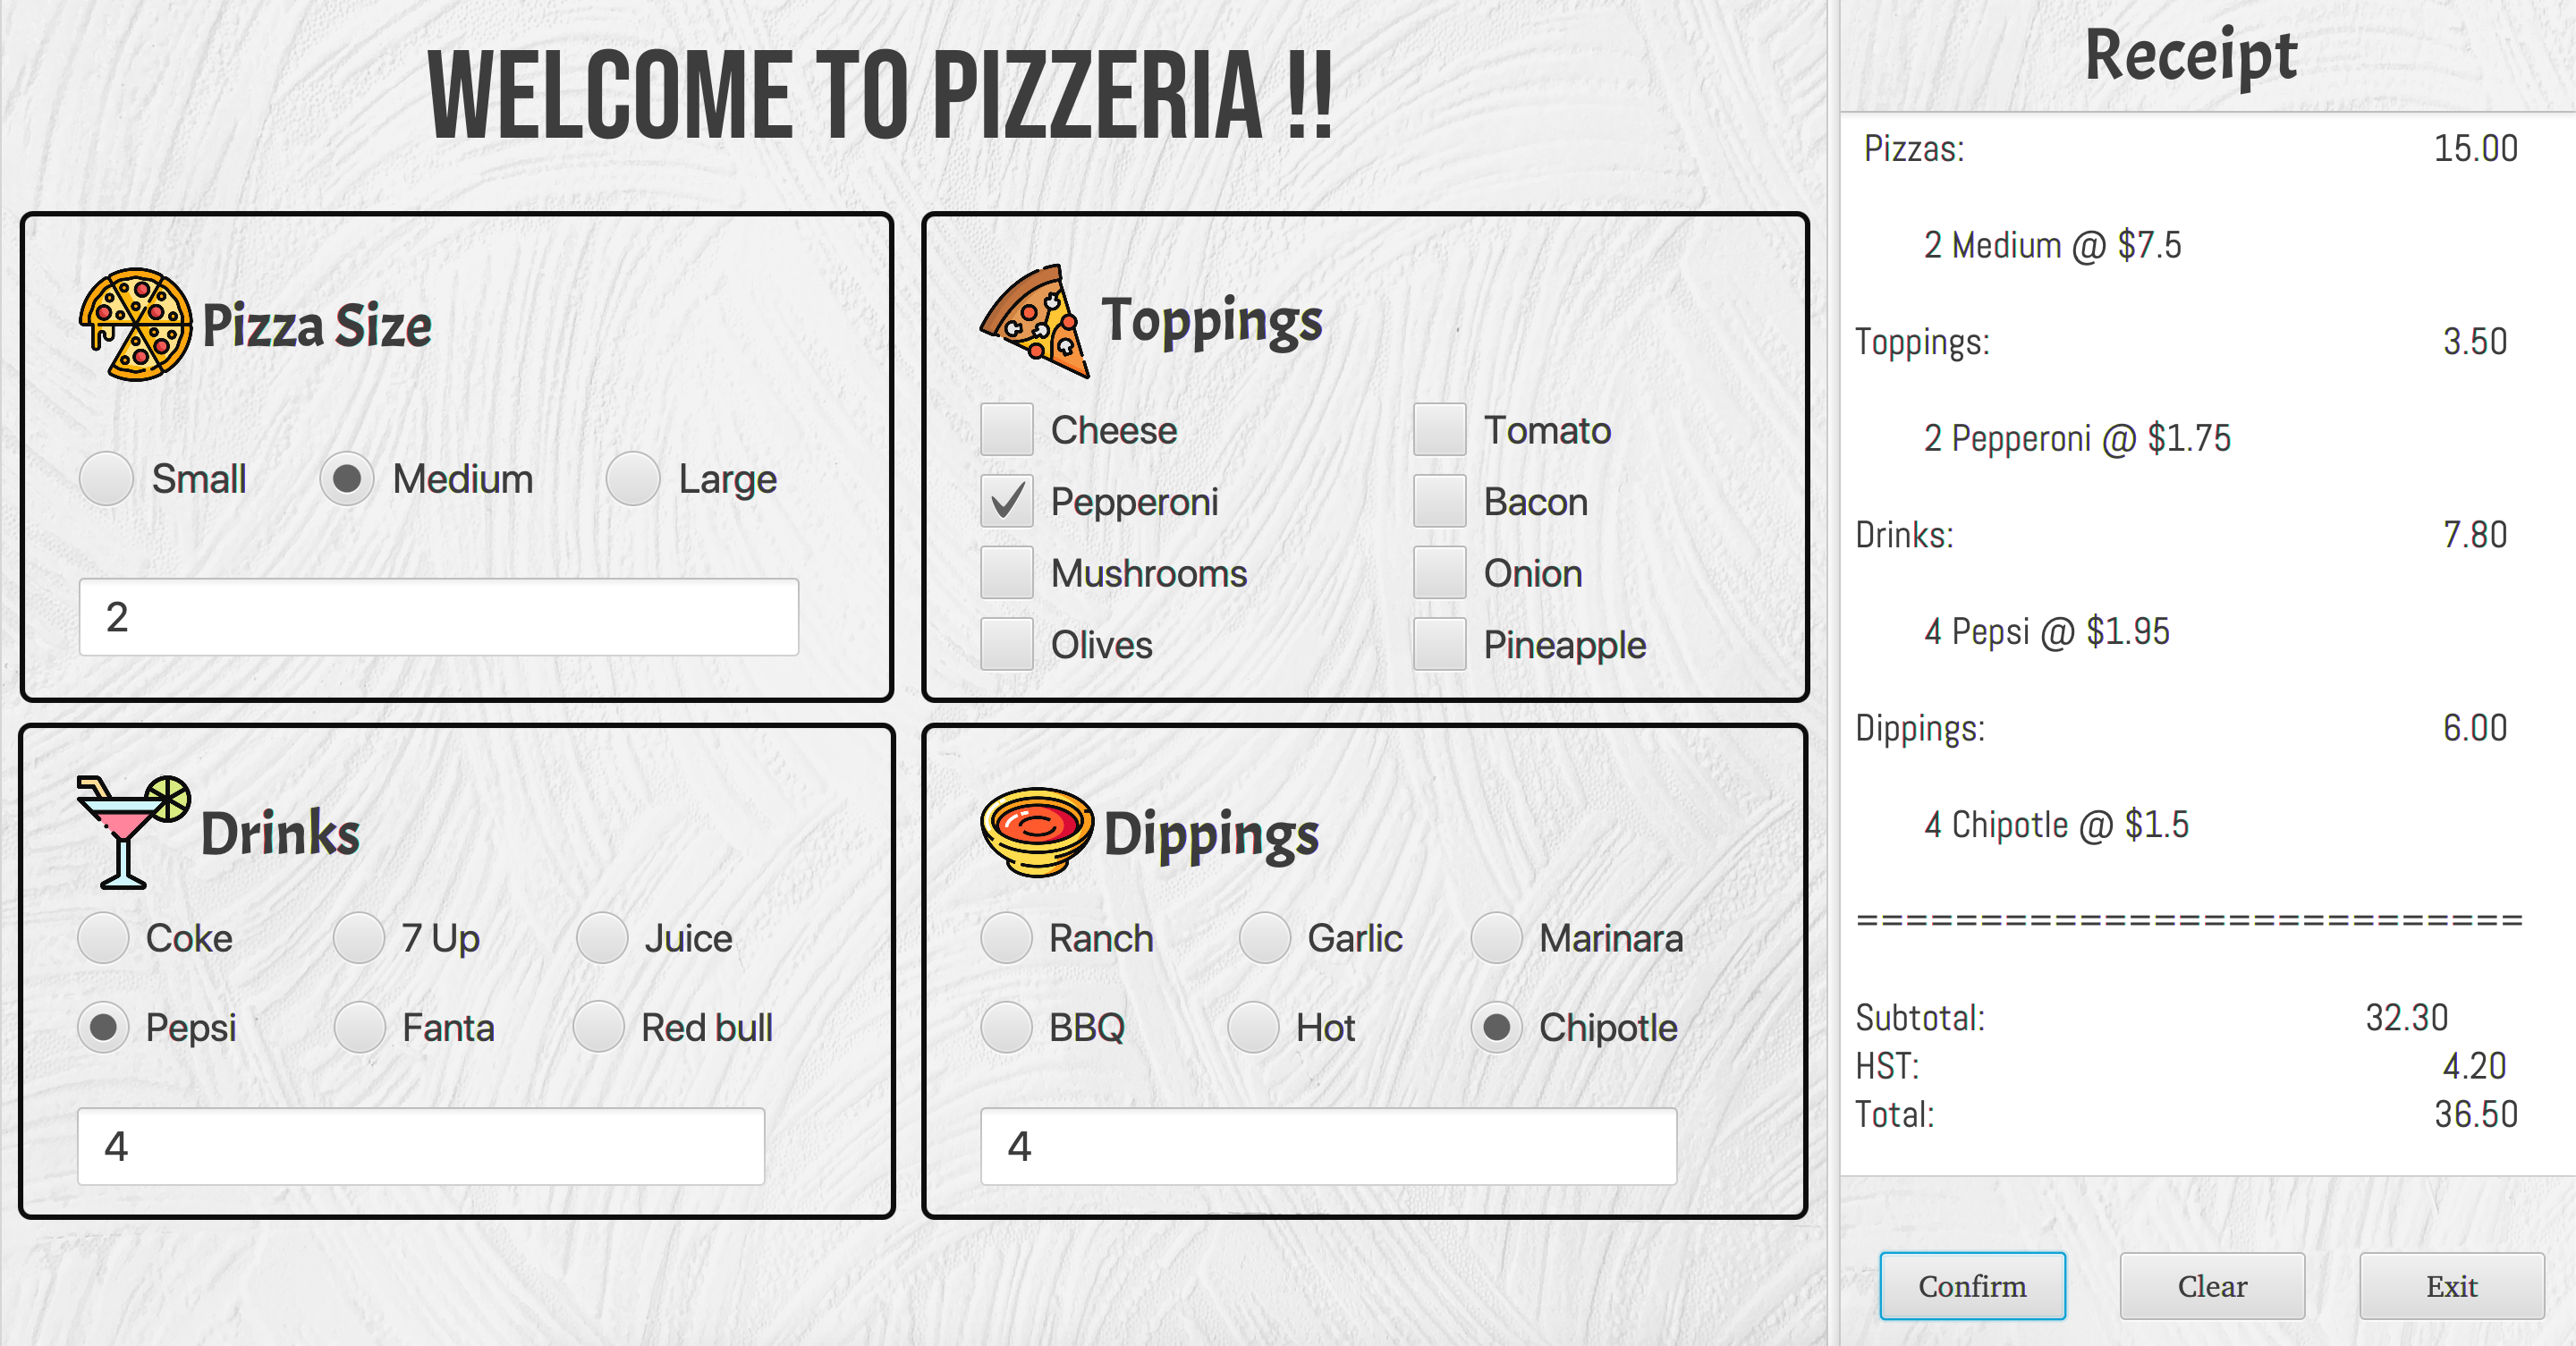 WELCOME TO PIZZERIA !!
Pizza Size
Small Medium Large
2
Toppings
Cheese Tomato
Pepperoni Bacon
Mushrooms Onion
Olives Pineapple
Drinks
Coke 7 Up Juice
Pepsi Fanta Red bull
4
Dippings
Ranch Garlic Marinara
BBQ Hot Chipotle
4
Receipt
Pizzas: 15.00
2 Medium @ $7.5
Toppings: 3.50
2 Pepperoni @ $1.75
Drinks: 7.80
4 Pepsi @ $1.95
Dippings: 6.00
4 Chipotle @ $1.5
===========================
Subtotal: 32.30
HST: 4.20
Total: 36.50
Confirm Clear Exit